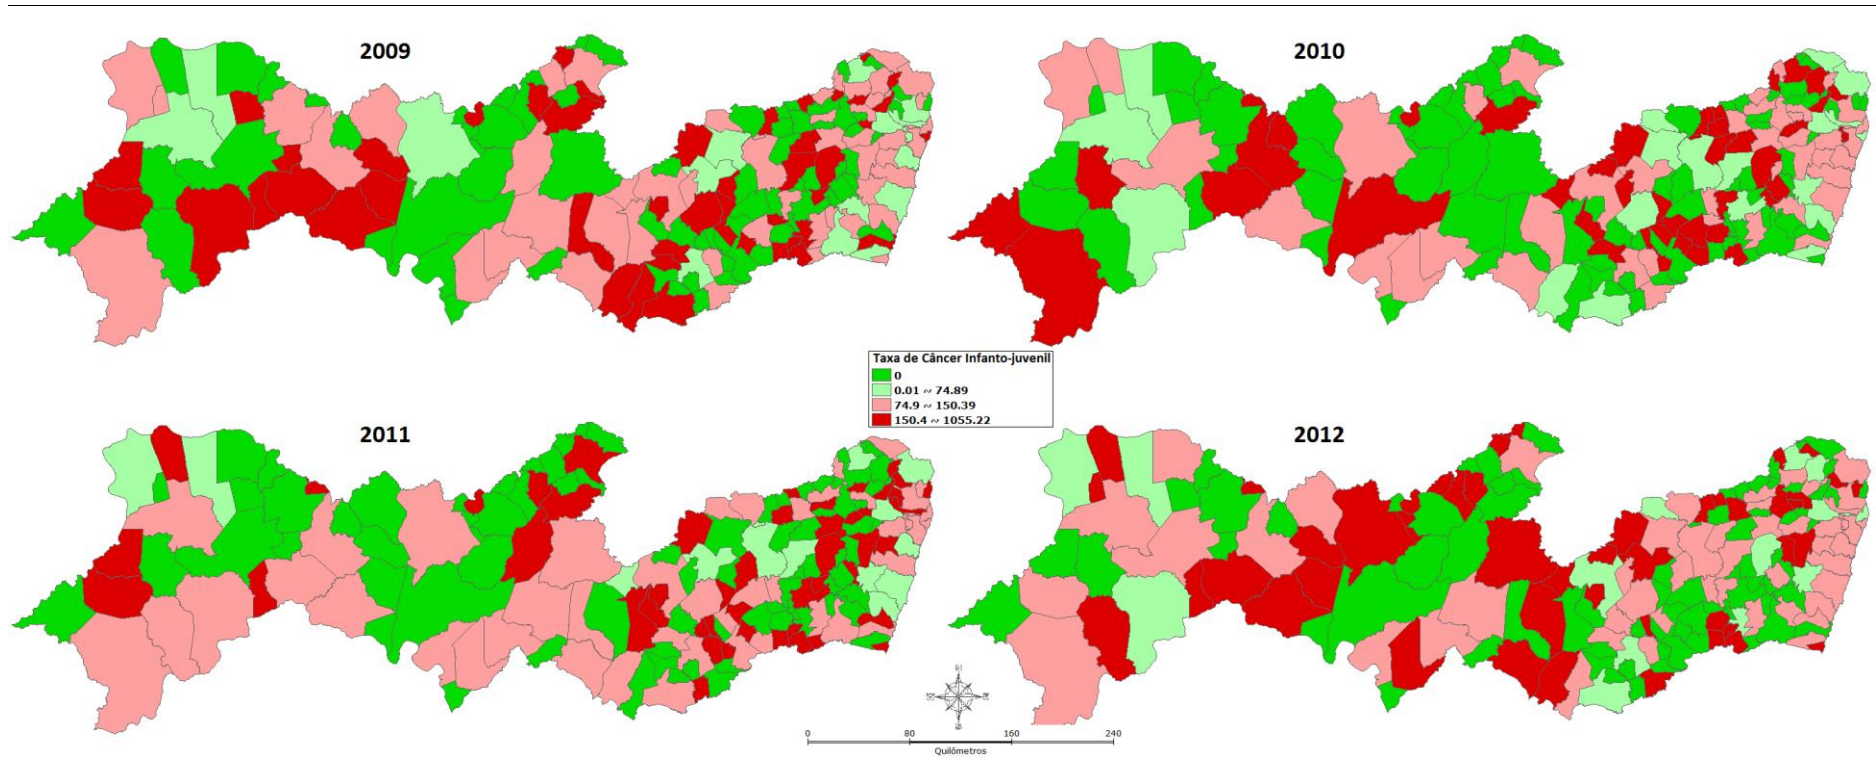 2009
2010
Taxa de Câncer Infanto-juvenil
0
0.01 ~ 74.89
74.9 ~ 150.39
150.4 ~ 1055.22
2011
2012
0 80 160 240
Quilômetros